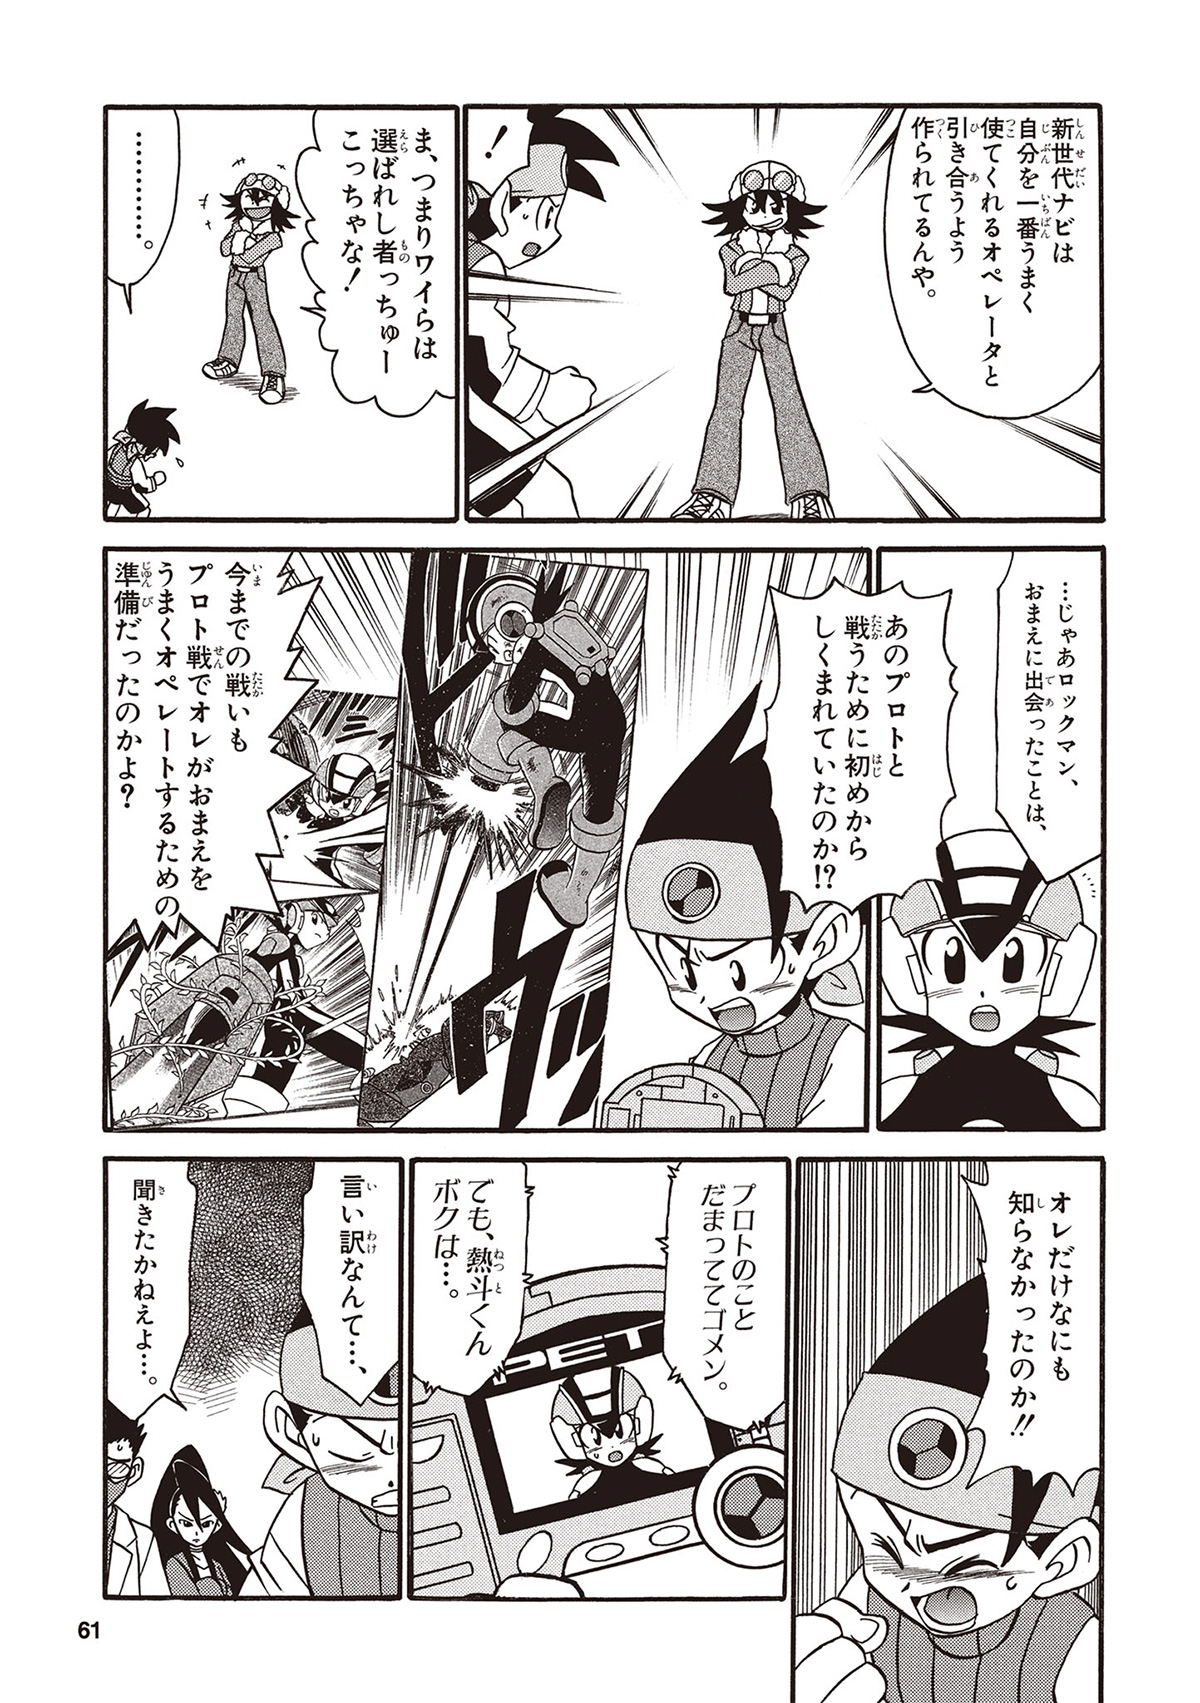 新世代ナビは
自分を一番うまく
使てくれるオペレータと
引き合うよう
作られてるんや。
!
ま、つまりワイらは
選ばれし者っちゅー
こっちゃな!
………。
…じゃあロックマン、
おまえに出会ったことは、
あのプロトと
戦うために初めから
しくまれていたのか!?
今までの戦いも
プロト戦でオレがおまえを
うまくオペレートするための
準備だったのかよ?
オレだけなにも
知らなかったのか!!
プロトのこと
だまっててゴメン。
でも、熱斗くん
ボクは…。
PET
言い訳なんて…、
聞きたかねえよ…。
61